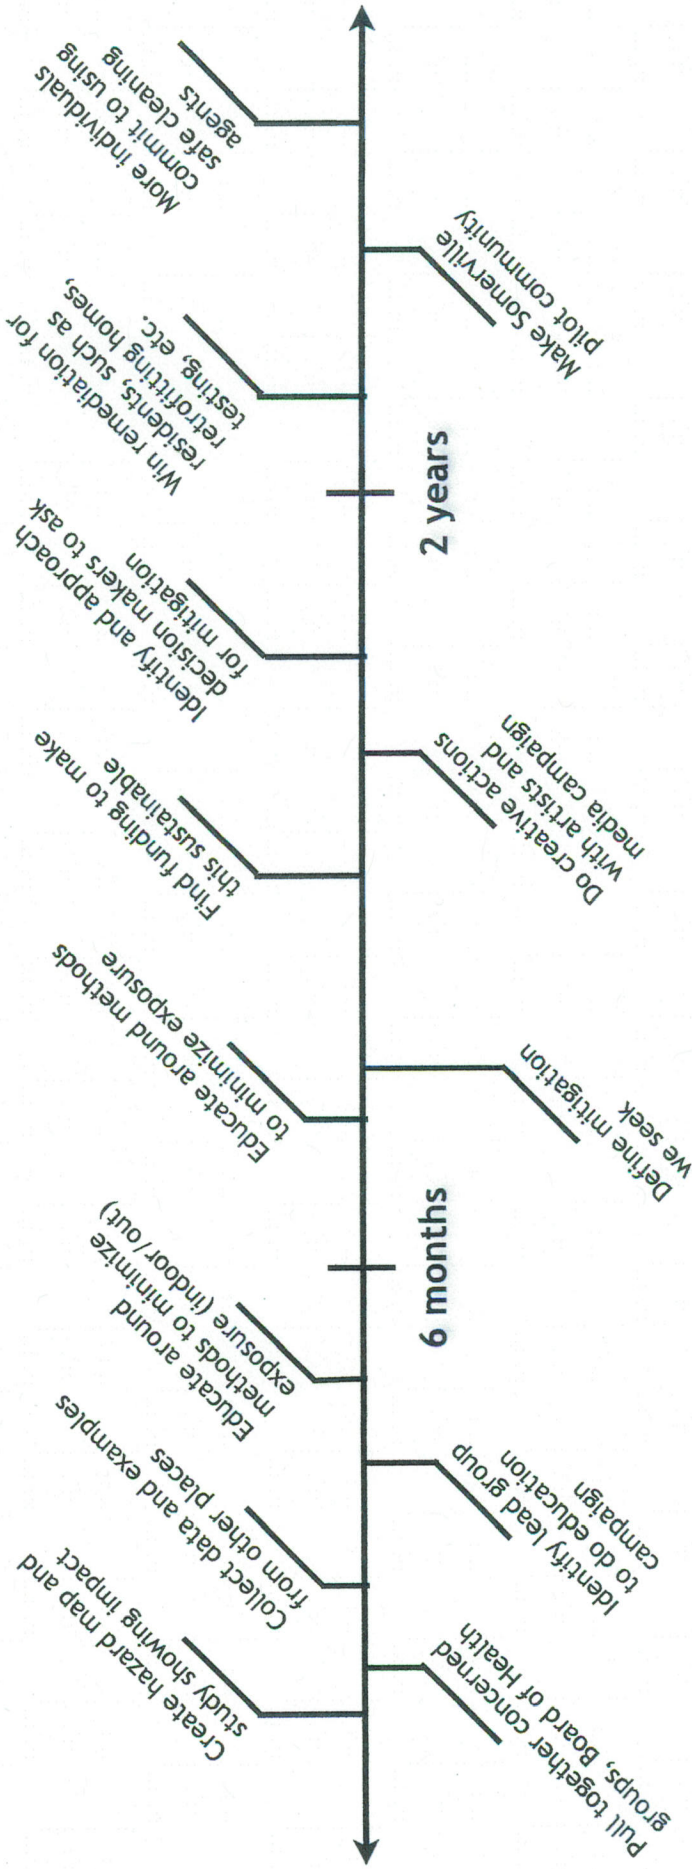 Create hazard map and
study showing impact
Pull together concerned
groups, Board of Health
Collect data and examples
from other places
Identify lead group
to do education
campaign
Educate around
methods to minimize
exposure (indoor/out)
6 months
Educate around methods
to minimize exposure
Define mitigation
we seek
Find funding to make
this sustainable
Do creative actions
with artists and
media campaign
Identify and approach
decision makers to ask
for mitigation
2 years
Win remediation for
residents, such as
retrofitting homes,
testing, etc.
Make Somerville
pilot community
More individuals
commit to using
safe cleaning
agents